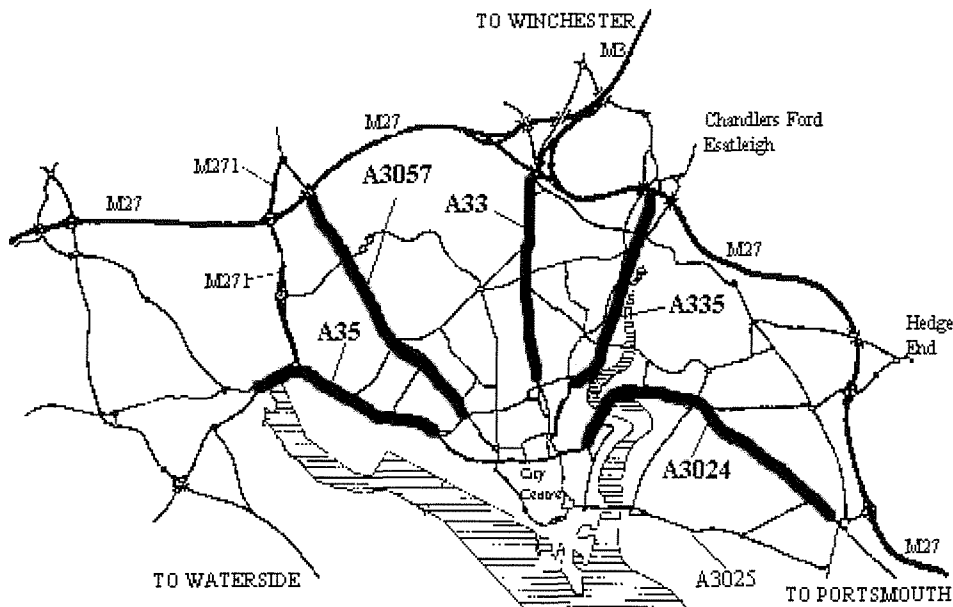 TO WINCHESTER
M3
Chandlers Ford
Esatleigh
M27
M271
A3057
M27
A33
M27
M271
A335
A35
Hedge
End
A3024
City
Centre
M27
TO WATERSIDE
A3025
TO PORTSMOUTH